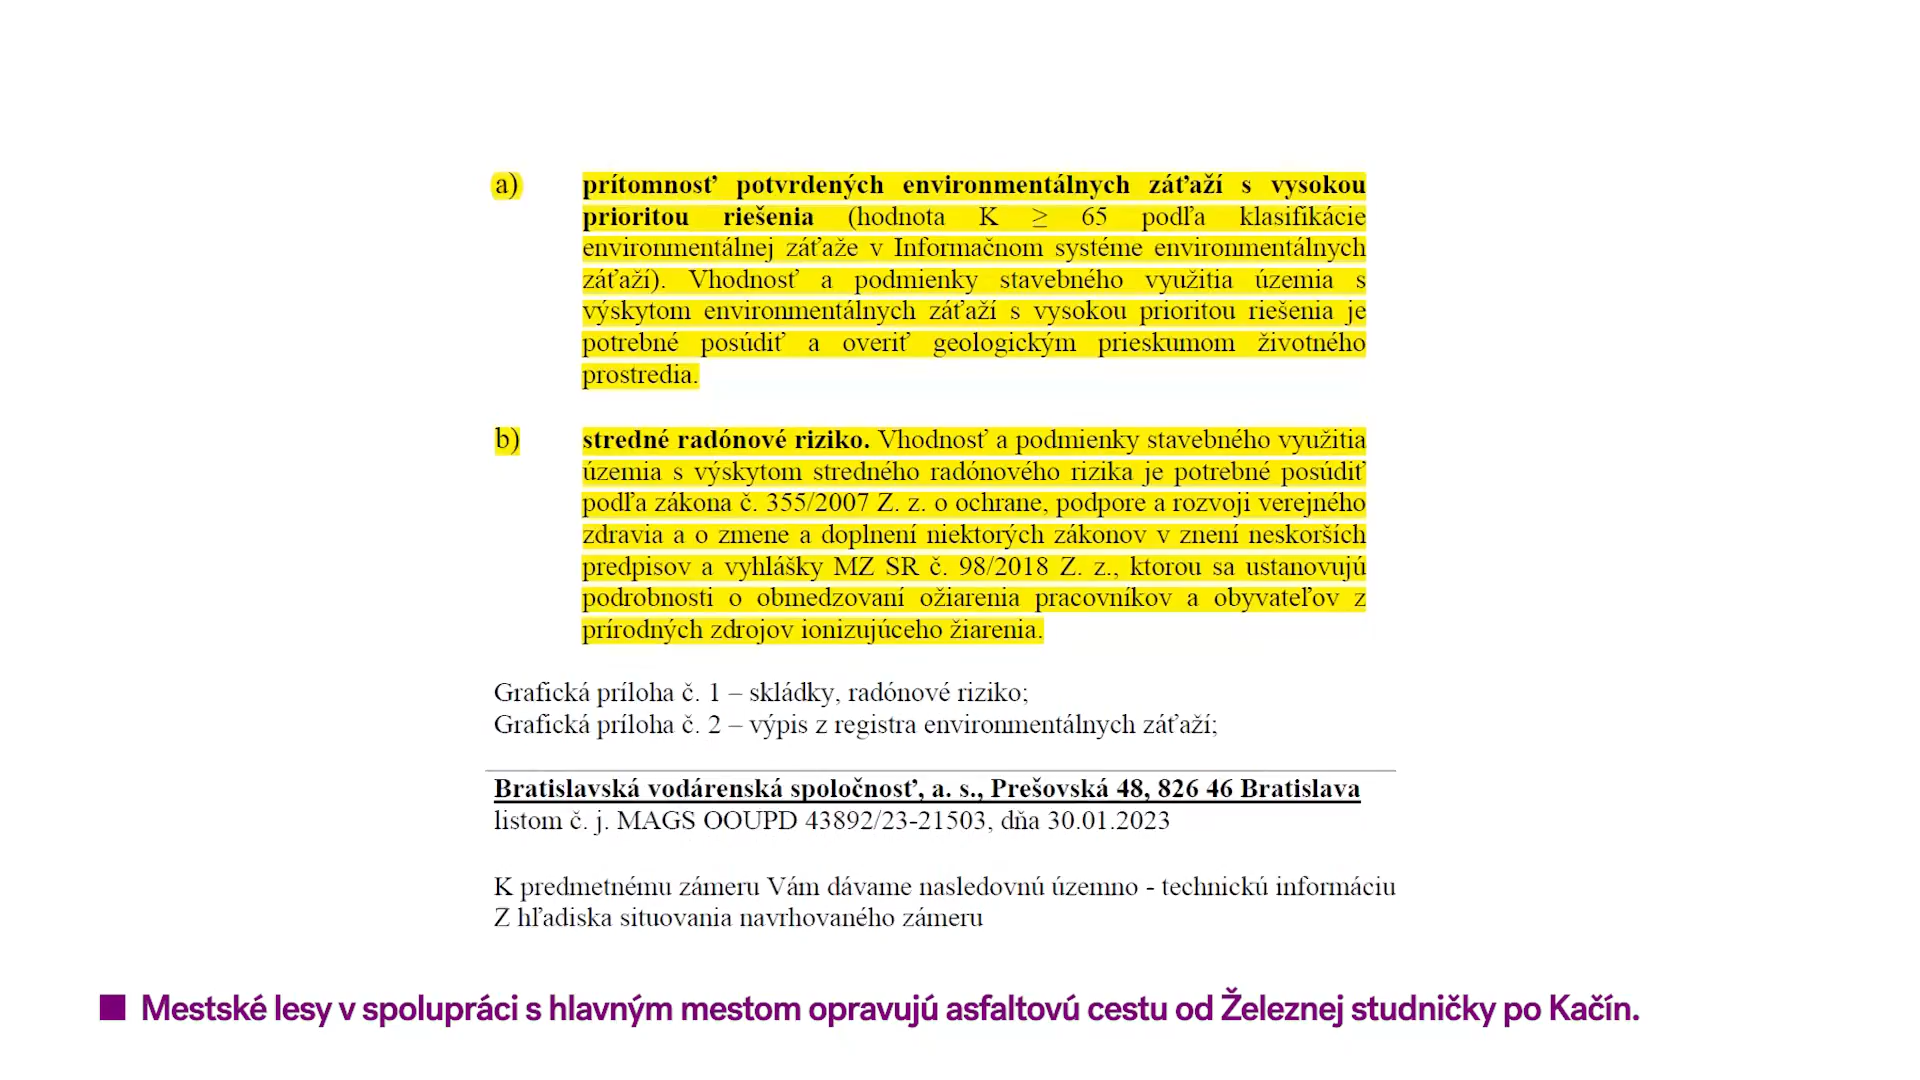 a) prítomnosť potvrdených environmentálnych záťaží s vysokou
prioritou riešenia (hodnota K ≥ 65 podľa klasifikácie
environmentálnej záťaže v Informačnom systéme environmentálnych
záťaží). Vhodnosť a podmienky stavebného využitia územia s
výskytom environmentálnych záťaží s vysokou prioritou riešenia je
potrebné posúdiť a overiť geologickým prieskumom životného
prostredia.
b) stredné radónové riziko. Vhodnosť a podmienky stavebného využitia
územia s výskytom stredného radónového rizika je potrebné posúdiť
podľa zákona č. 355/2007 Z. z. o ochrane, podpore a rozvoji verejného
zdravia a o zmene a doplnení niektorých zákonov v znení neskorších
predpisov a vyhlášky MZ SR č. 98/2018 Z. z., ktorou sa ustanovujú
podrobnosti o obmedzovaní ožiarenia pracovníkov a obyvateľov z
prírodných zdrojov ionizujúceho žiarenia.
Grafická príloha č. 1 – skládky, radónové riziko;
Grafická príloha č. 2 – výpis z registra environmentálnych záťaží;
Bratislavská vodárenská spoločnosť, a. s., Prešovská 48, 826 46 Bratislava
listom č. j. MAGS OOUPD 43892/23-21503, dňa 30.01.2023
K predmetnému zámeru Vám dávame nasledovnú územno - technickú informáciu
Z hľadiska situovania navrhovaného zámeru
Mestské lesy v spolupráci s hlavným mestom opravujú asfaltovú cestu od Železnej studničky po Kačín.